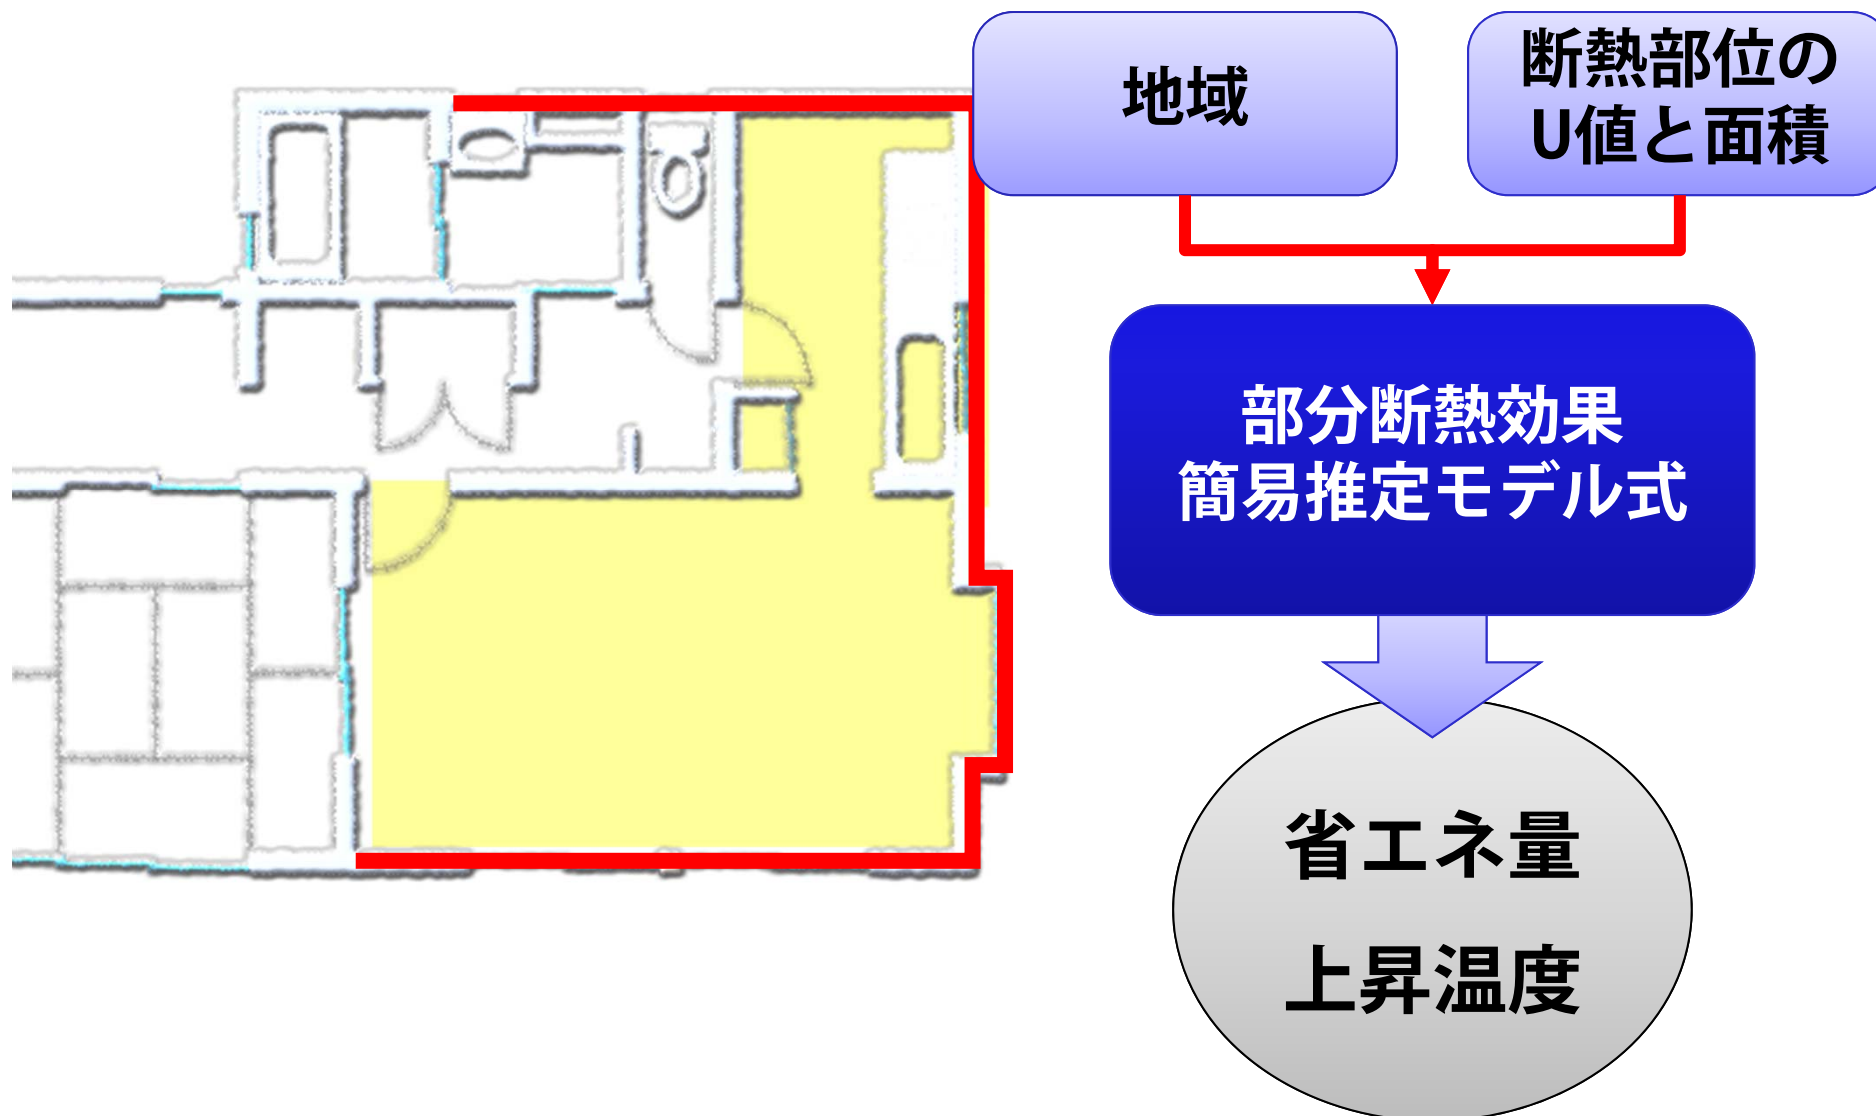 地域
断熱部位の
U値と面積
部分断熱効果
簡易推定モデル式
省エネ量
上昇温度